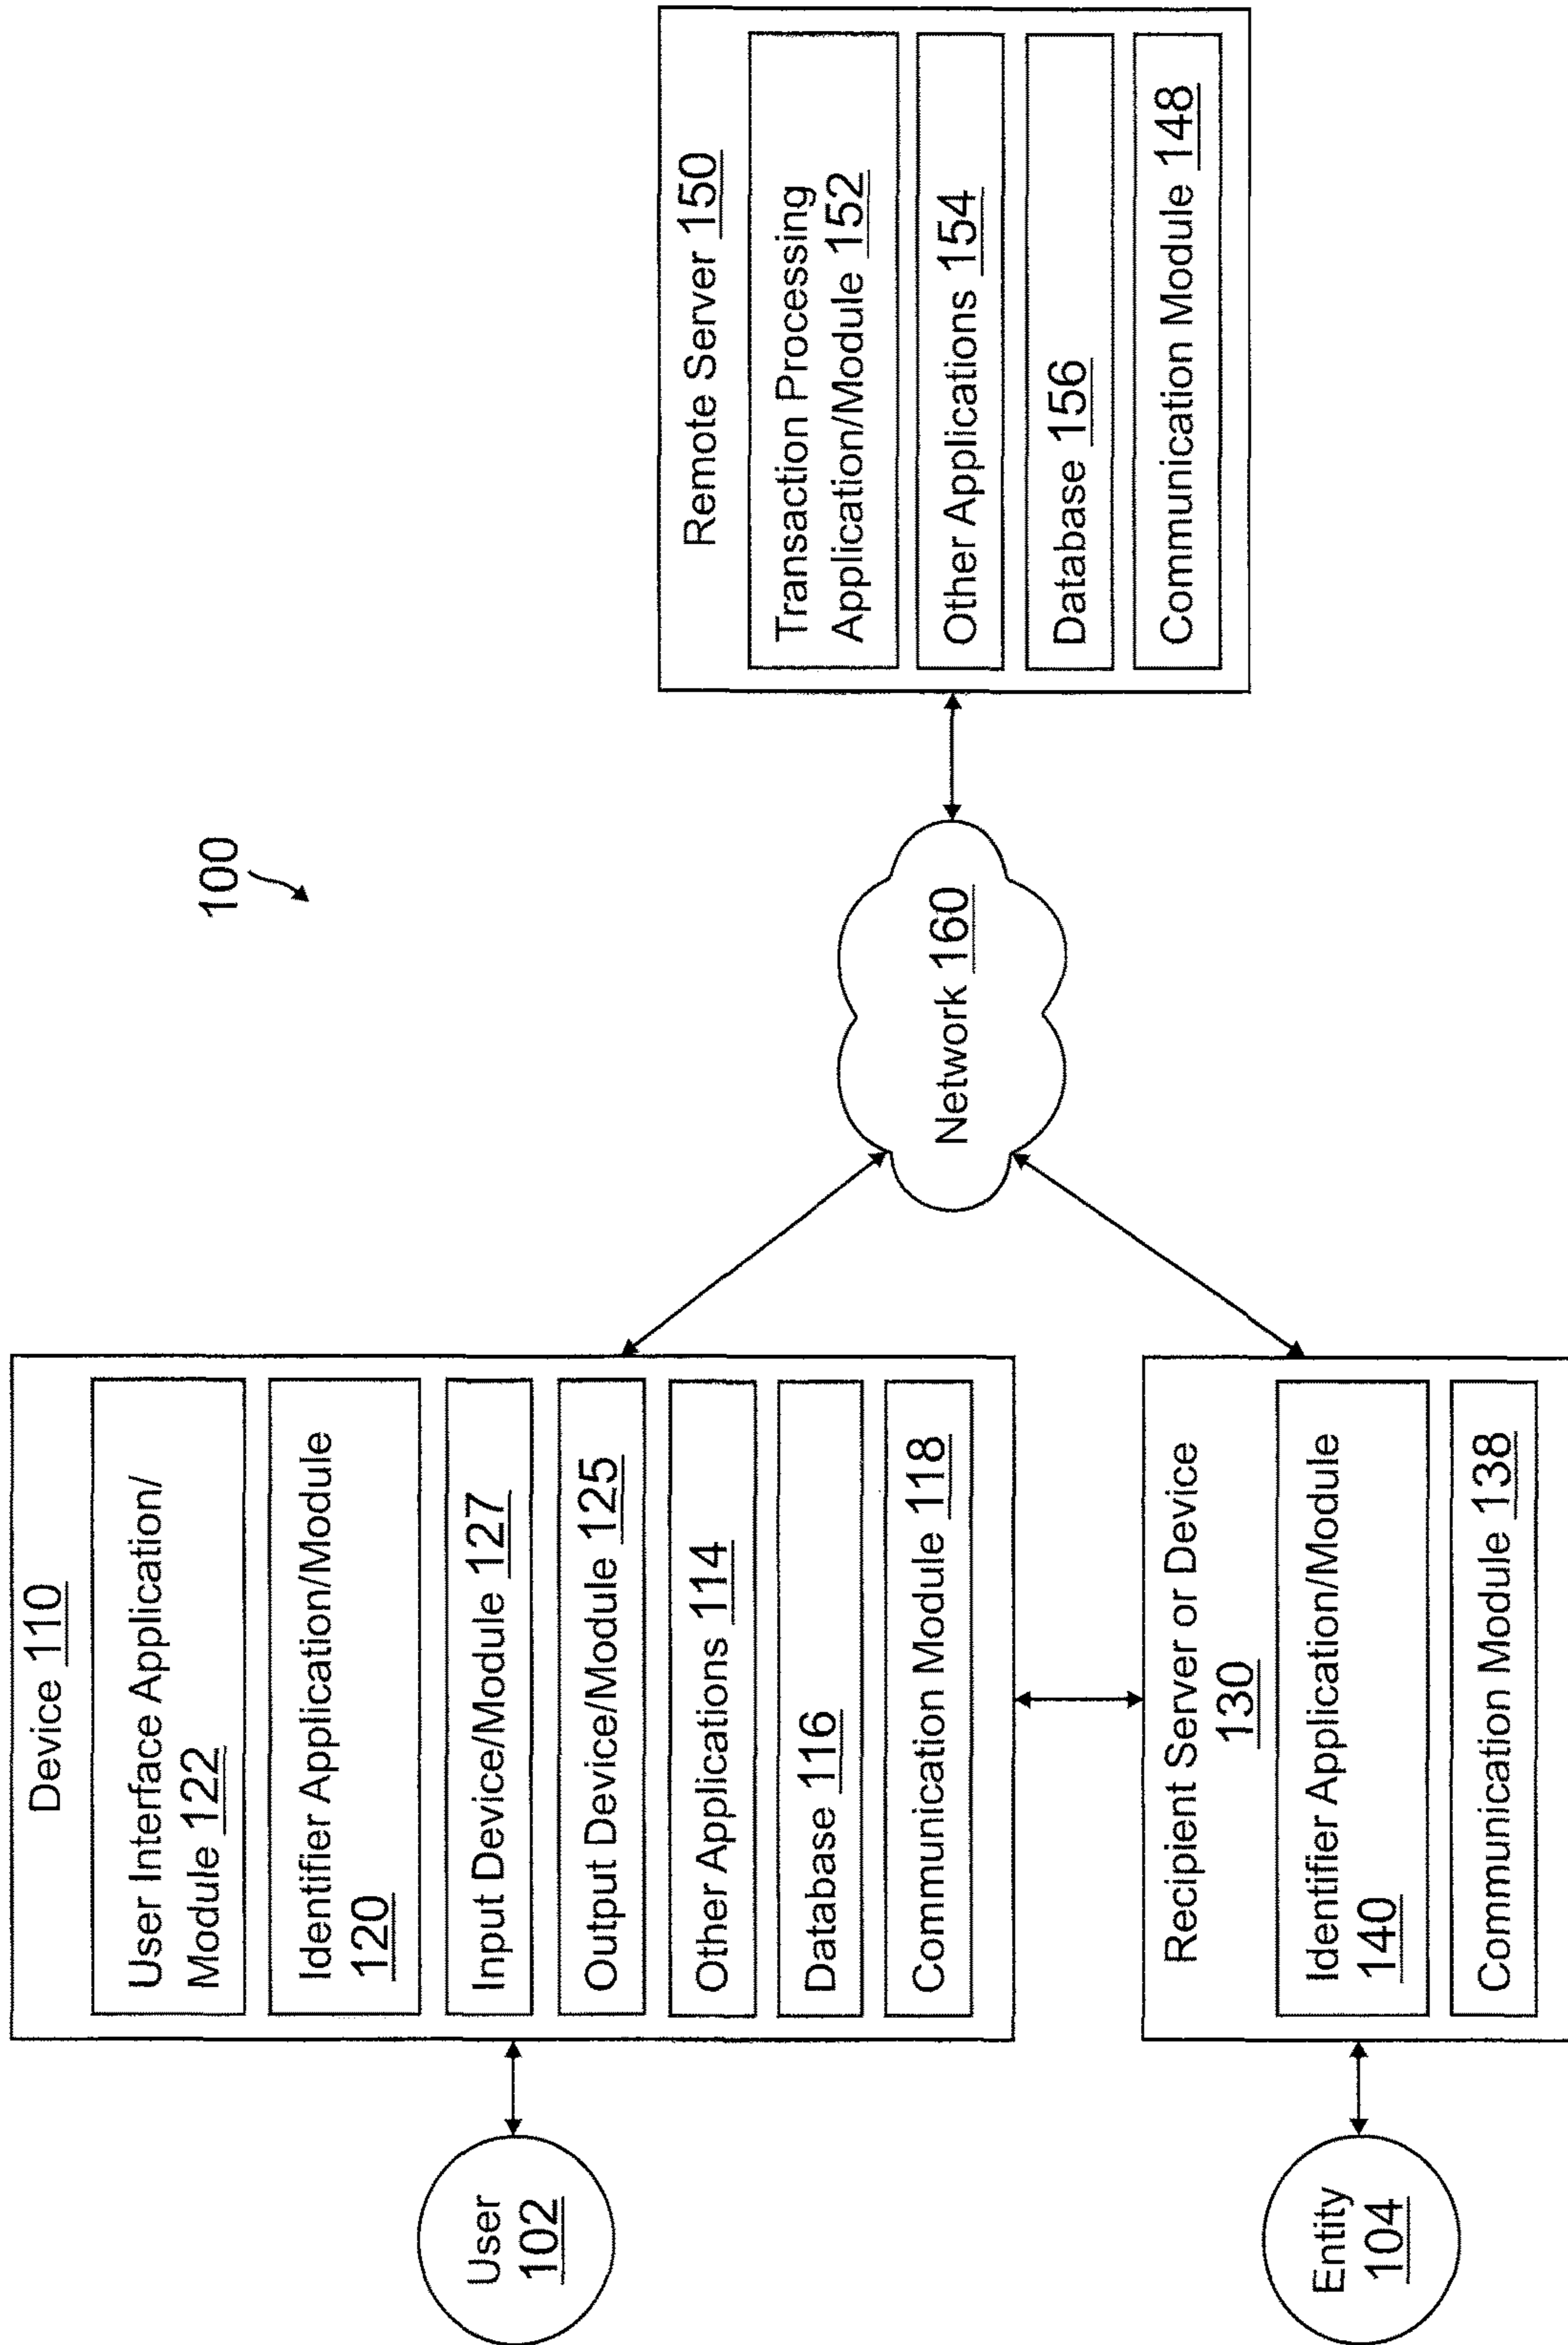 100
User
102
Device 110
User Interface Application/
Module 122
Identifier Application/Module
120
Input Device/Module 127
Output Device/Module 125
Other Applications 114
Database 116
Communication Module 118
Entity
104
Recipient Server or Device
130
Identifier Application/Module
140
Communication Module 138
Network 160
Remote Server 150
Transaction Processing
Application/Module 152
Other Applications 154
Database 156
Communication Module 148